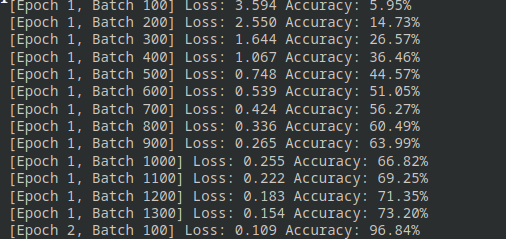 [Epoch 1, Batch 100] Loss: 3.594 Accuracy: 5.95%
[Epoch 1, Batch 200] Loss: 2.550 Accuracy: 14.73%
[Epoch 1, Batch 300] Loss: 1.644 Accuracy: 26.57%
[Epoch 1, Batch 400] Loss: 1.067 Accuracy: 36.46%
[Epoch 1, Batch 500] Loss: 0.748 Accuracy: 44.57%
[Epoch 1, Batch 600] Loss: 0.539 Accuracy: 51.05%
[Epoch 1, Batch 700] Loss: 0.424 Accuracy: 56.27%
[Epoch 1, Batch 800] Loss: 0.336 Accuracy: 60.49%
[Epoch 1, Batch 900] Loss: 0.265 Accuracy: 63.99%
[Epoch 1, Batch 1000] Loss: 0.255 Accuracy: 66.82%
[Epoch 1, Batch 1100] Loss: 0.222 Accuracy: 69.25%
[Epoch 1, Batch 1200] Loss: 0.183 Accuracy: 71.35%
[Epoch 1, Batch 1300] Loss: 0.154 Accuracy: 73.20%
[Epoch 2, Batch 100] Loss: 0.109 Accuracy: 96.84%